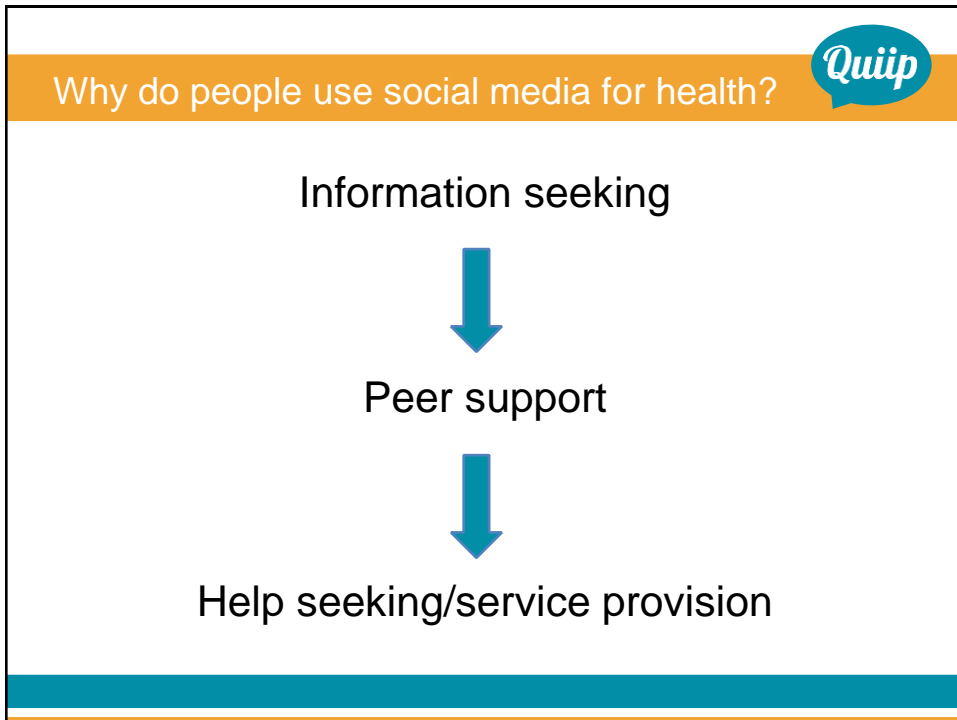 Quiip
Why do people use social media for health?
Information seeking
Peer support
Help seeking/service provision